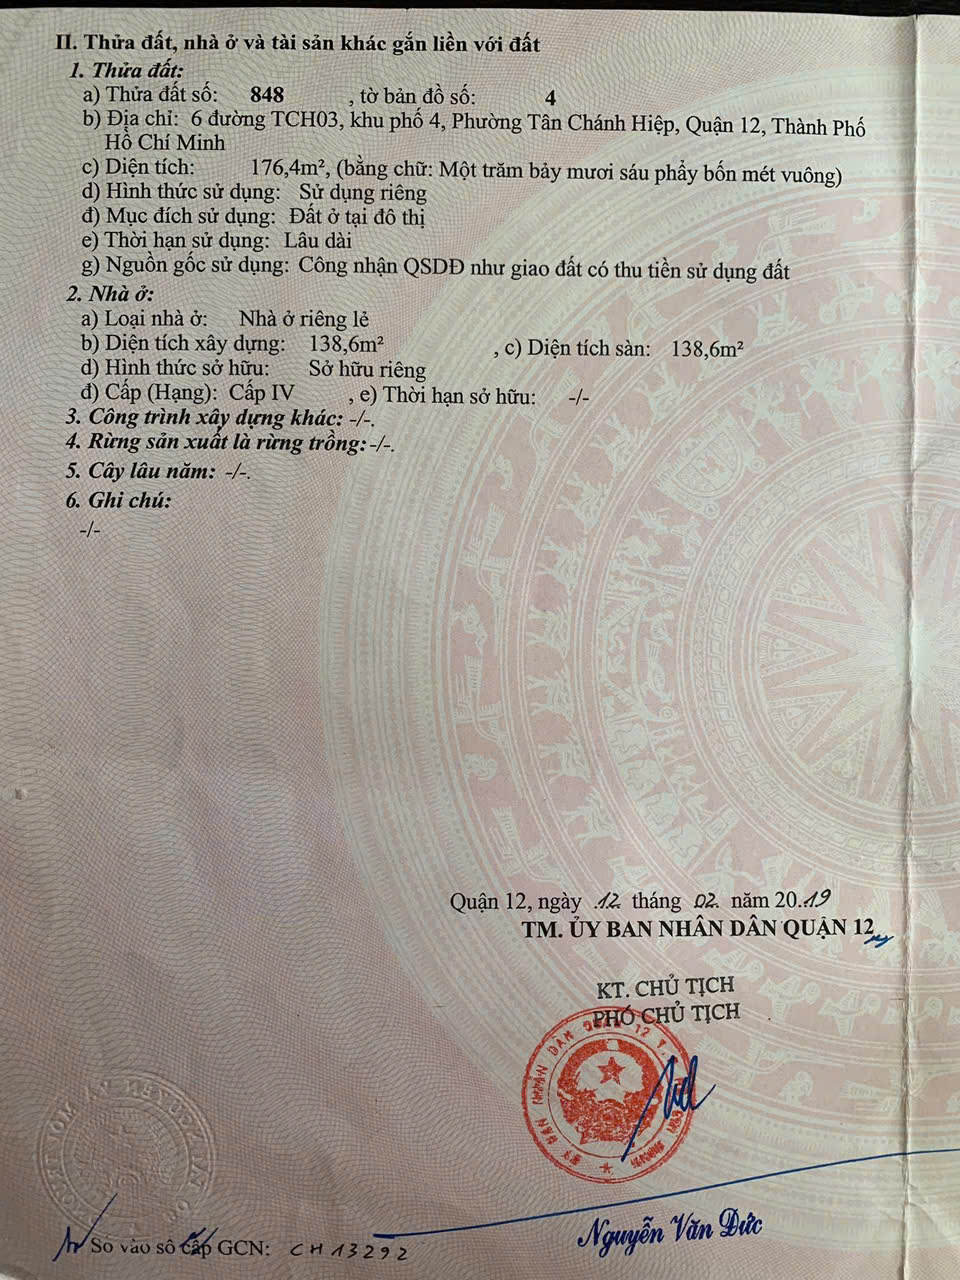 II. Thửa đất, nhà ở và tài sản khác gắn liền với đất
1. Thửa đất:
a) Thửa đất số: 848 , tờ bản đồ số: 4
b) Địa chỉ: 6 đường TCH03, khu phố 4, Phường Tân Chánh Hiệp, Quận 12, Thành Phố
Hồ Chí Minh
c) Diện tích: 176,4m², (bằng chữ: Một trăm bảy mươi sáu phẩy bốn mét vuông)
d) Hình thức sử dụng: Sử dụng riêng
đ) Mục đích sử dụng: Đất ở tại đô thị
e) Thời hạn sử dụng: Lâu dài
g) Nguồn gốc sử dụng: Công nhận QSDĐ như giao đất có thu tiền sử dụng đất
2. Nhà ở:
a) Loại nhà ở: Nhà ở riêng lẻ
b) Diện tích xây dựng: 138,6m² , c) Diện tích sàn: 138,6m²
d) Hình thức sở hữu: Sở hữu riêng
đ) Cấp (Hạng): Cấp IV , e) Thời hạn sở hữu: -/-
3. Công trình xây dựng khác: -/-.
4. Rừng sản xuất là rừng trồng: -/-.
5. Cây lâu năm: -/-.
6. Ghi chú:
-/-
Quận 12, ngày 12 tháng 02 năm 2019
TM. ỦY BAN NHÂN DÂN QUẬN 12
KT. CHỦ TỊCH
PHÓ CHỦ TỊCH
Nguyễn Văn Đức
Số vào sổ cấp GCN: CH13292